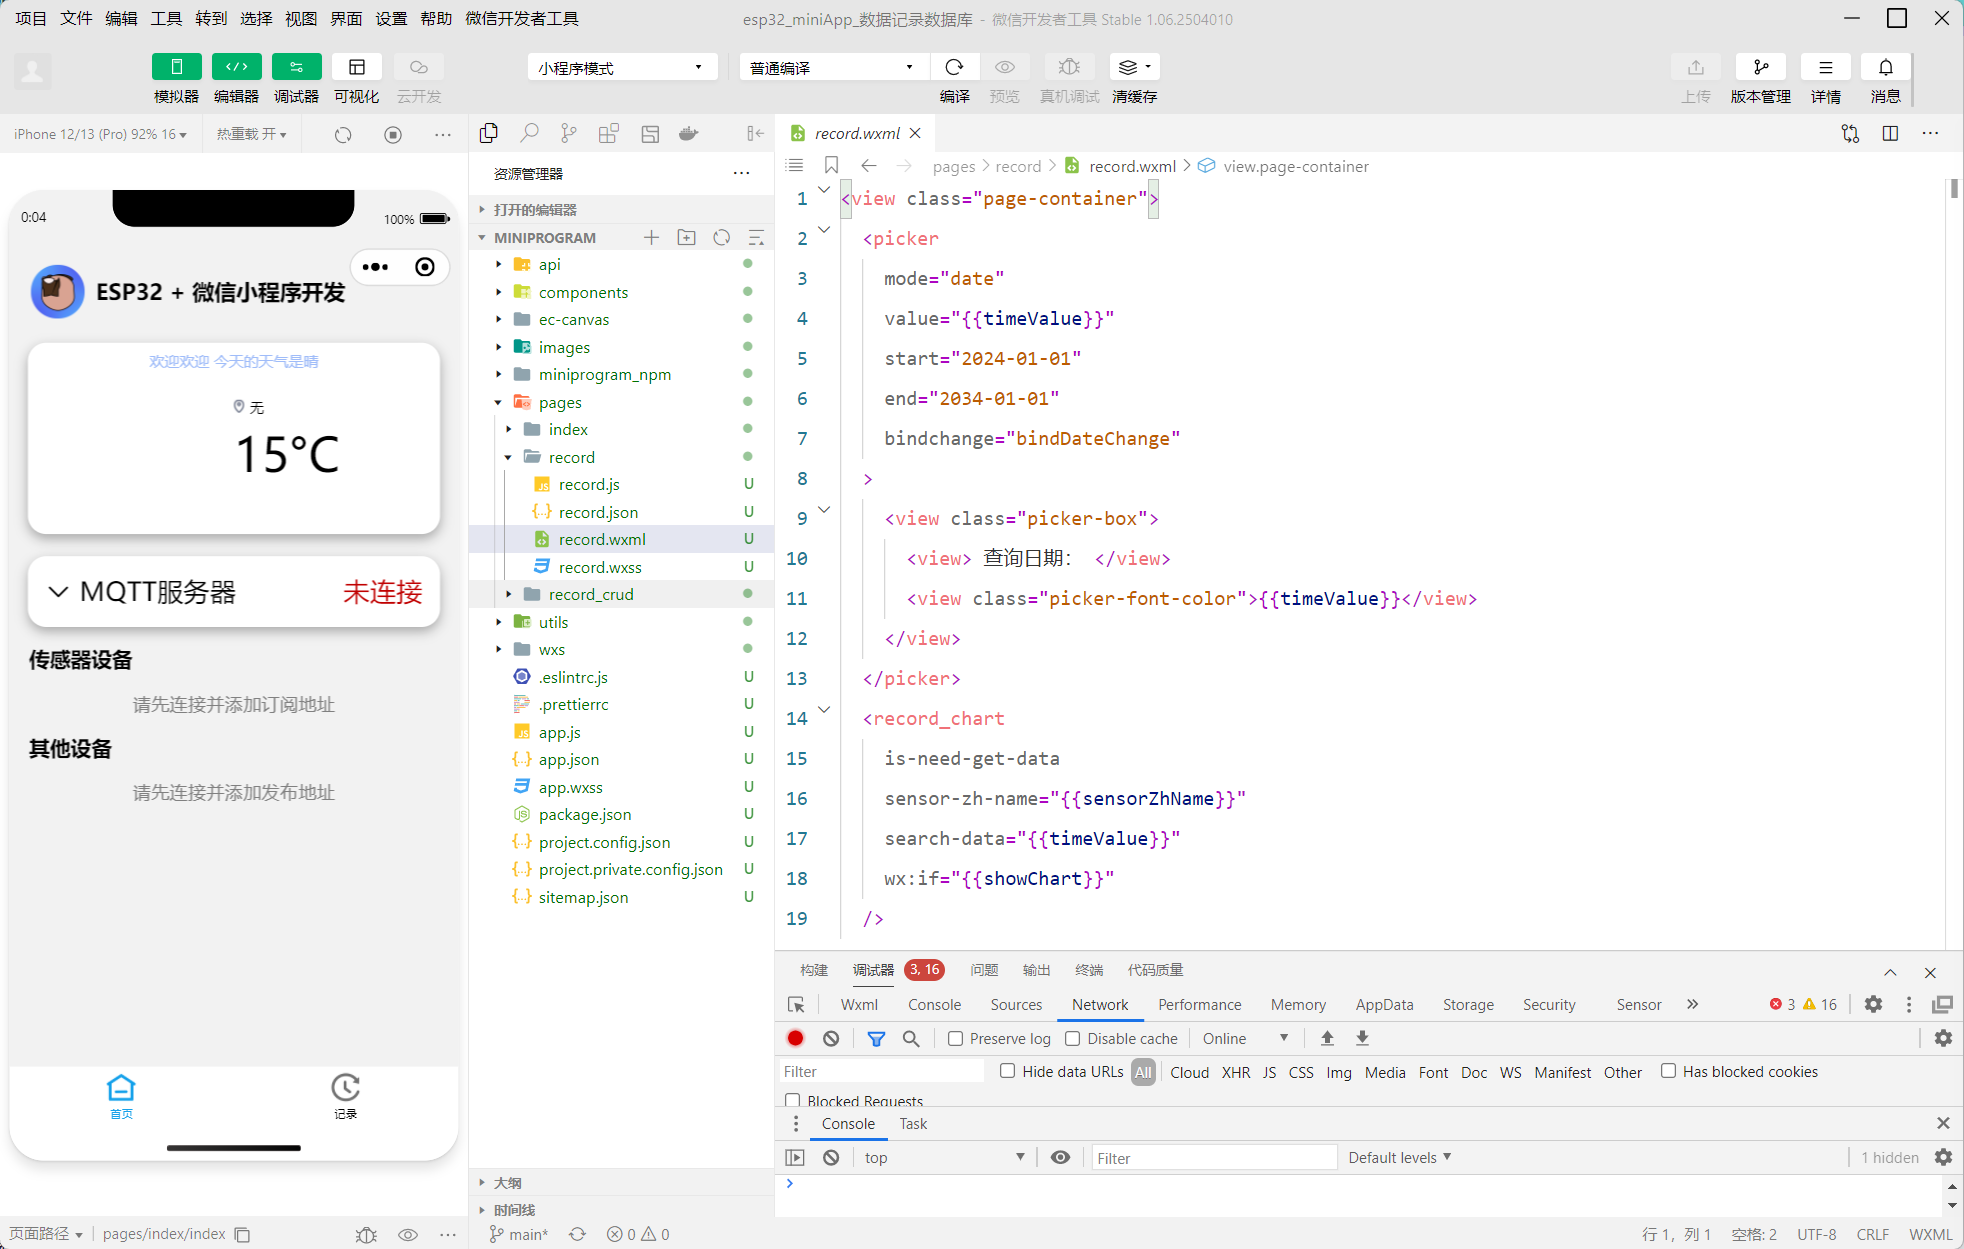 项目 文件 编辑 工具 转到 选择 视图 界面 设置 帮助 微信开发者工具
esp32_miniApp_数据记录数据库 - 微信开发者工具 Stable 1.06.2504010
模拟器 编辑器 调试器 可视化 云开发
小程序模式 普通编译
编译 预览 真机调试 清缓存
上传 版本管理 详情 消息
iPhone 12/13 (Pro) 92% 16 热重载 开
0:04 100%
ESP32 + 微信小程序开发
欢迎欢迎 今天的天气是晴
无
15°C
MQTT服务器 未连接
传感器设备
请先连接并添加订阅地址
其他设备
请先连接并添加发布地址
首页 记录
页面路径 pages/index/index
资源管理器
打开的编辑器
MINIPROGRAM
api
components
ec-canvas
images
miniprogram_npm
pages
index
record
record.js U
record.json U
record.wxml U
record.wxss U
record_crud
utils
wxs
.eslintrc.js U
.prettierrc U
app.js U
app.json U
app.wxss U
package.json U
project.config.json U
project.private.config.json U
sitemap.json U
大纲
时间线
main* 0 0
record.wxml
pages > record > record.wxml > view.page-container
1 <view class="page-container">
2 <picker
3 mode="date"
4 value="{{timeValue}}"
5 start="2024-01-01"
6 end="2034-01-01"
7 bindchange="bindDateChange"
8 >
9 <view class="picker-box">
10 <view> 查询日期： </view>
11 <view class="picker-font-color">{{timeValue}}</view>
12 </view>
13 </picker>
14 <record_chart
15 is-need-get-data
16 sensor-zh-name="{{sensorZhName}}"
17 search-data="{{timeValue}}"
18 wx:if="{{showChart}}"
19 />
构建 调试器 3, 16 问题 输出 终端 代码质量
Wxml Console Sources Network Performance Memory AppData Storage Security Sensor » 3 16
Preserve log Disable cache Online
Filter Hide data URLs All Cloud XHR JS CSS Img Media Font Doc WS Manifest Other Has blocked cookies
Blocked Requests
Console Task
top Filter Default levels 1 hidden
行 1，列 1 空格: 2 UTF-8 CRLF WXML